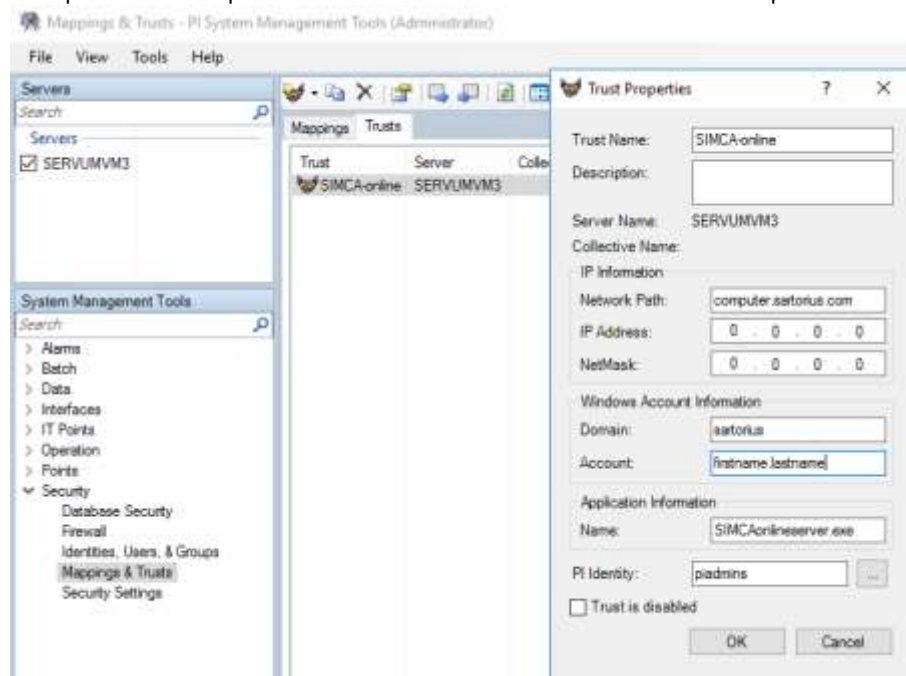 Mappings & Trusts - PI System Management Tools (Administrator)
File View Tools Help
Servers
Search
Servers
SERVUMVM3
System Management Tools
Search
Alarms
Batch
Data
Interfaces
IT Points
Operation
Points
Security
Database Security
Firewall
Identities, Users, & Groups
Mappings & Trusts
Security Settings
Mappings Trusts
Trust Server Colle
SIMCA-online SERVUMVM3
Trust Properties ? ×
Trust Name: SIMCA-online
Description:
Server Name: SERVUMVM3
Collective Name:
IP Information
Network Path: computer.sartorius.com
IP Address: 0 . 0 . 0 . 0
NetMask: 0 . 0 . 0 . 0
Windows Account Information
Domain: sartorius
Account: firstname.lastname
Application Information
Name: SIMCAonlineserver.exe
PI Identity: piadmins ...
Trust is disabled
OK Cancel